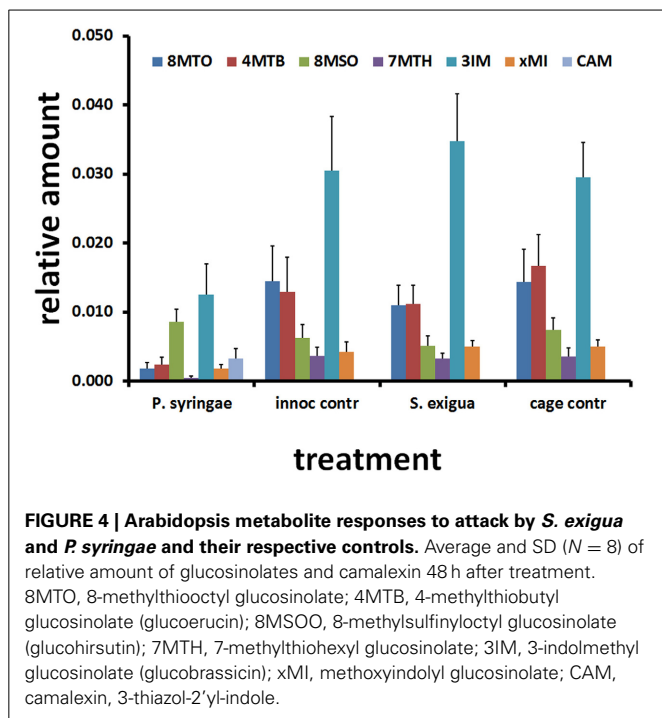 0.050
8MTO 4MTB 8MSO 7MTH 3IM xMI CAM
0.040
0.030
0.020
0.010
0.000
relative amount
P. syringae innoc contr S. exigua cage contr
treatment
FIGURE 4 | Arabidopsis metabolite responses to attack by S. exigua
and P. syringae and their respective controls. Average and SD (N = 8) of
relative amount of glucosinolates and camalexin 48 h after treatment.
8MTO, 8-methylthiooctyl glucosinolate; 4MTB, 4-methylthiobutyl
glucosinolate (glucoerucin); 8MSOO, 8-methylsulfinyloctyl glucosinolate
(glucohirsutin); 7MTH, 7-methylthiohexyl glucosinolate; 3IM, 3-indolmethyl
glucosinolate (glucobrassicin); xMI, methoxyindolyl glucosinolate; CAM,
camalexin, 3-thiazol-2'yl-indole.